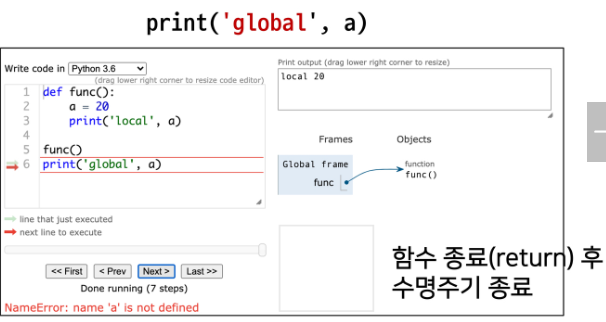 print('global', a)
Write code in Python 3.6
(drag lower right corner to resize code editor)
1 def func():
2 a = 20
3 print('local', a)
4
5 func()
6 print('global', a)
line that just executed
next line to execute
<< First < Prev Next > Last >>
Done running (7 steps)
NameError: name 'a' is not defined
Print output (drag lower right corner to resize)
local 20
Frames Objects
Global frame
func
function
func()
함수 종료(return) 후
수명주기 종료